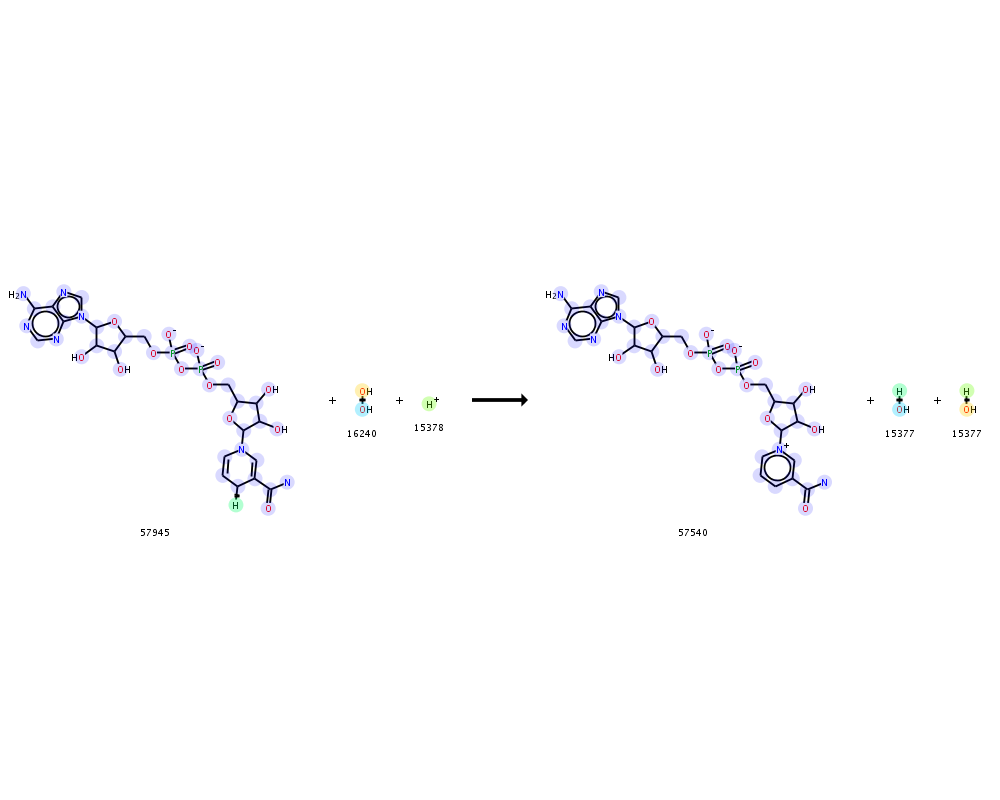 H₂N N N N N O HO OH O O⁻ P O O O⁻ P O O O OH OH N H O N
+ OH OH + H⁺
H₂N N N N N O HO OH O O⁻ P O O O⁻ P O O O OH OH N⁺ O N
+ H OH + H OH
57945 16240 15378 57540 15377 15377